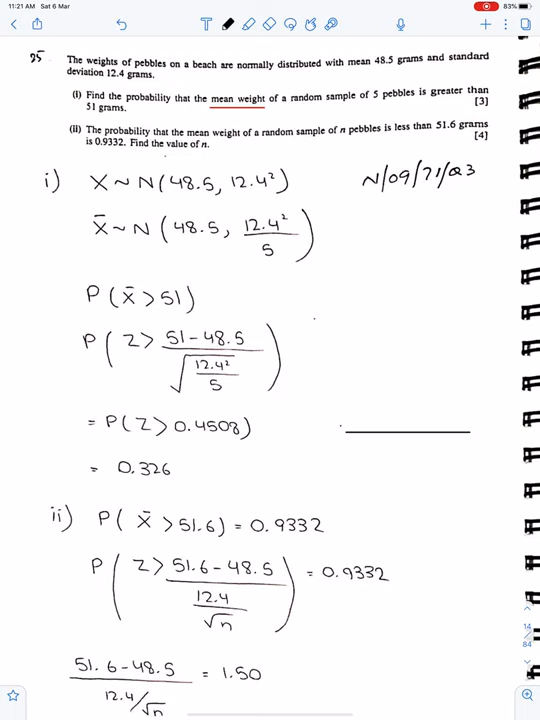 11:21 AM Sat 6 Mar
83%
35
The weights of pebbles on a beach are normally distributed with mean 48.5 grams and standard
deviation 12.4 grams.
(i) Find the probability that the mean weight of a random sample of 5 pebbles is greater than
51 grams. [3]
(ii) The probability that the mean weight of a random sample of n pebbles is less than 51.6 grams
is 0.9332. Find the value of n. [4]
i) X ~ N(48.5, 12.4²) N/09/71/Q3
X̄ ~ N(48.5, 12.4²/5)
P(X̄ > 51)
P(Z > (51 - 48.5)/√(12.4²/5))
= P(Z > 0.4508)
= 0.326
ii) P(X̄ > 51.6) = 0.9332
P(Z > (51.6 - 48.5)/(12.4/√n)) = 0.9332
(51.6 - 48.5)/(12.4/√n) = 1.50
14
84